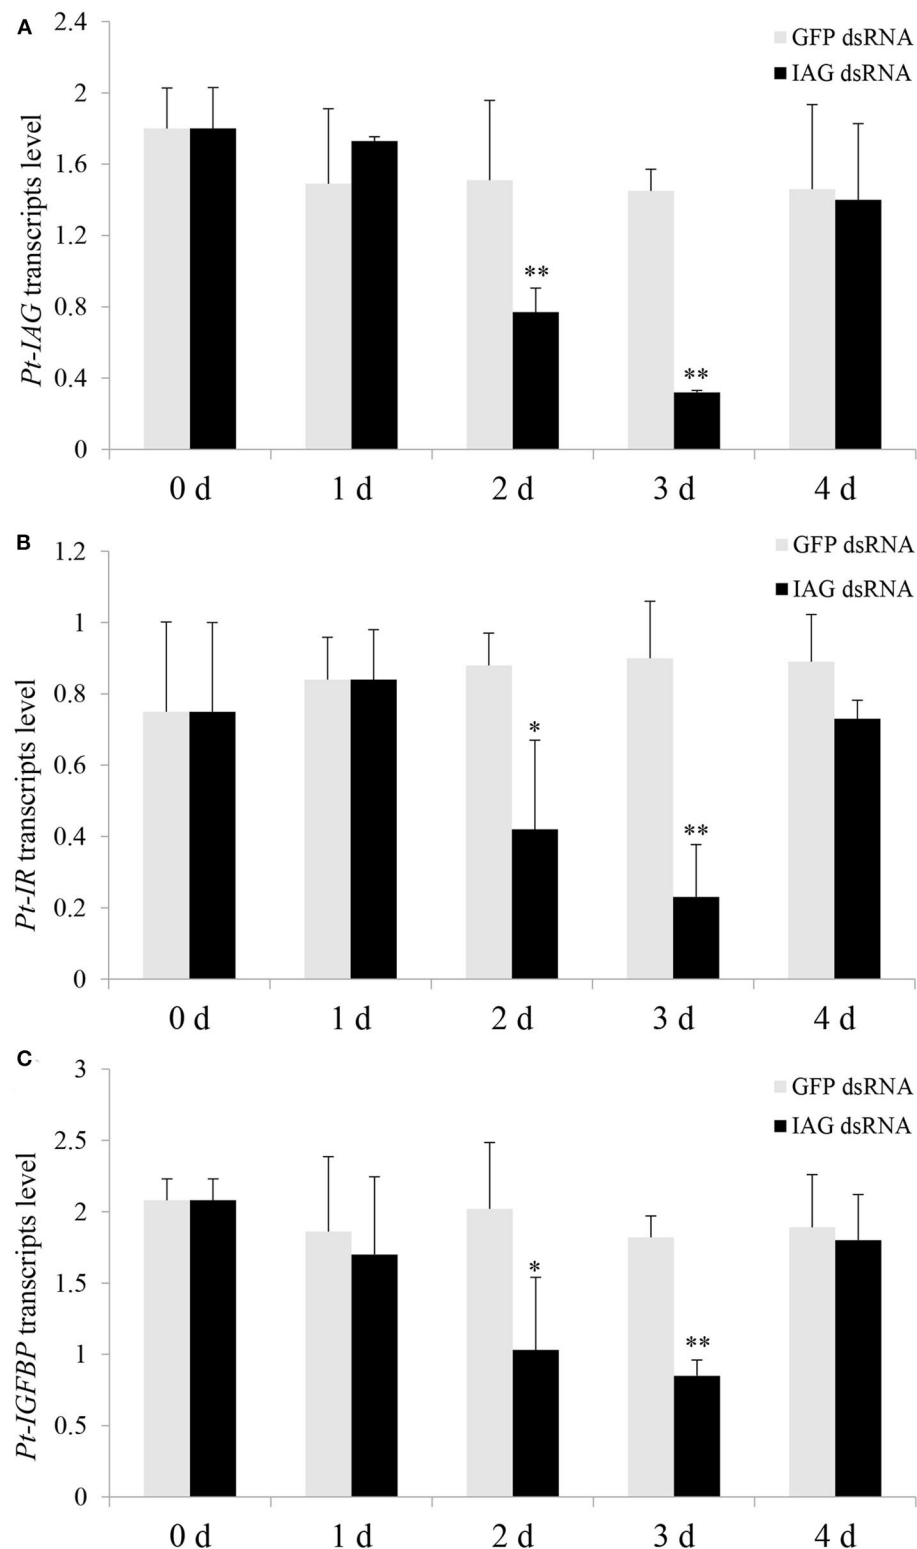 A
2.4
GFP dsRNA
IAG dsRNA
2
1.6
1.2
0.8
0.4
0
Pt-IAG transcripts level
**
**
0 d 1 d 2 d 3 d 4 d
B
1.2
GFP dsRNA
IAG dsRNA
1
0.8
0.6
0.4
0.2
0
Pt-IR transcripts level
*
**
0 d 1 d 2 d 3 d 4 d
C
3
GFP dsRNA
IAG dsRNA
2.5
2
1.5
1
0.5
0
Pt-IGFBP transcripts level
*
**
0 d 1 d 2 d 3 d 4 d